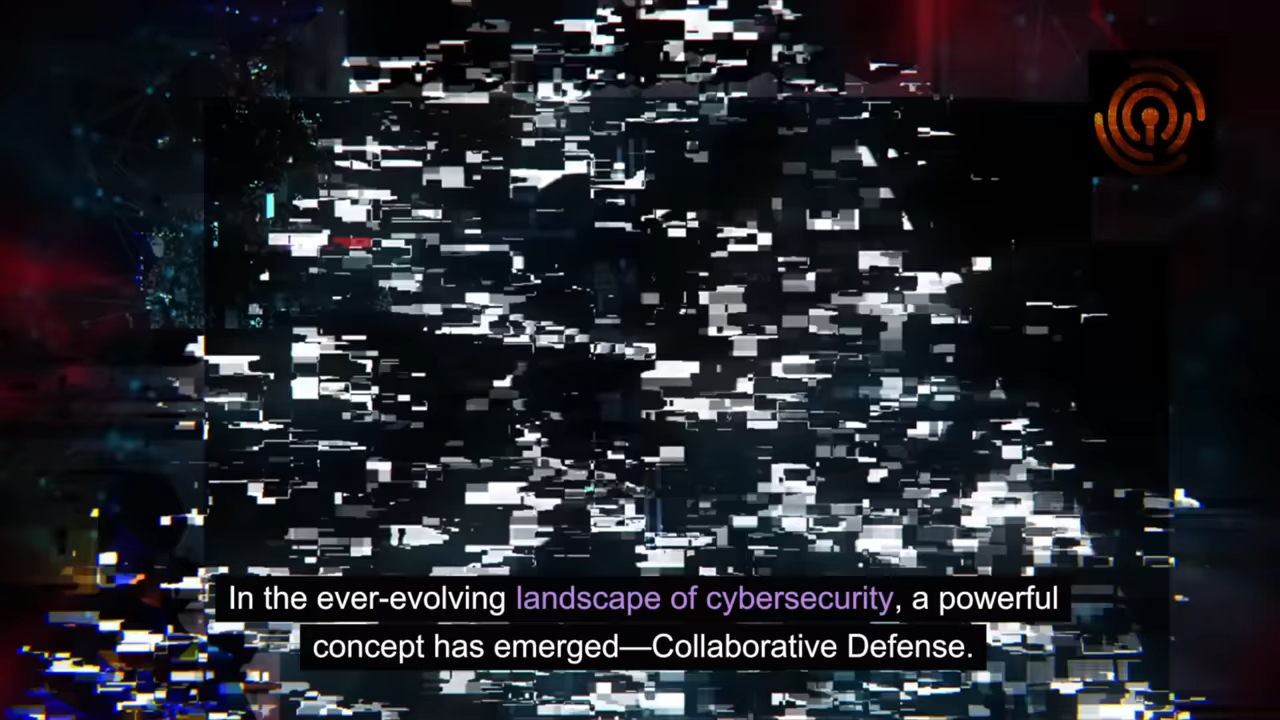 In the ever-evolving landscape of cybersecurity, a powerful
concept has emerged—Collaborative Defense.